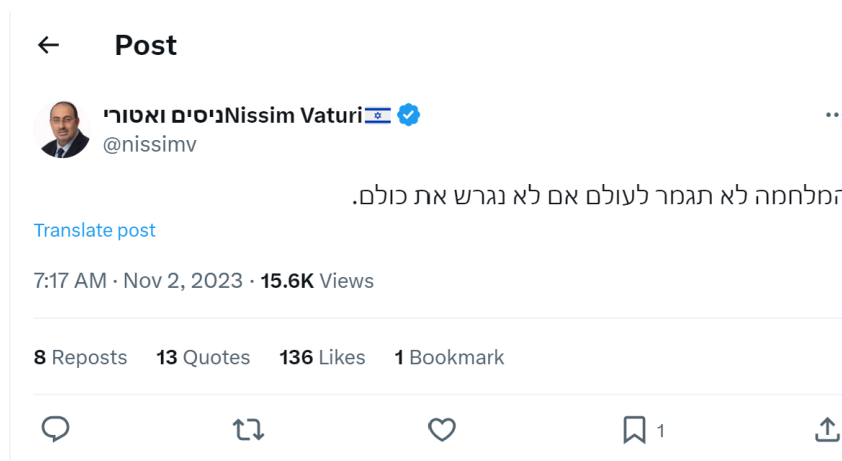 Post
ניסים ואטוריNissim Vaturi
@nissimv
המלחמה לא תגמר לעולם אם לא נגרש את כולם.
Translate post
7:17 AM · Nov 2, 2023 · 15.6K Views
8 Reposts 13 Quotes 136 Likes 1 Bookmark
1